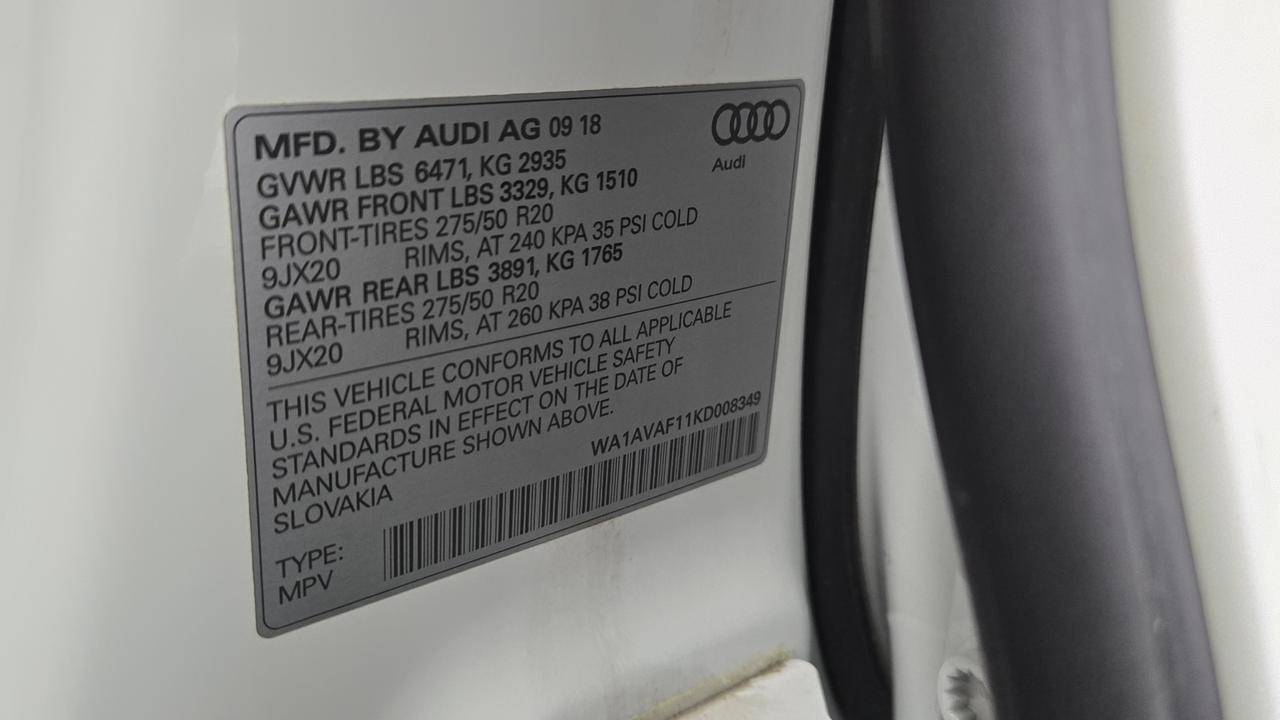 MFD. BY AUDI AG 09 18
Audi
GVWR LBS 6471, KG 2935
GAWR FRONT LBS 3329, KG 1510
FRONT-TIRES 275/50 R20
9JX20 RIMS, AT 240 KPA 35 PSI COLD
GAWR REAR LBS 3891, KG 1765
REAR-TIRES 275/50 R20
9JX20 RIMS, AT 260 KPA 38 PSI COLD
THIS VEHICLE CONFORMS TO ALL APPLICABLE
U.S. FEDERAL MOTOR VEHICLE SAFETY
STANDARDS IN EFFECT ON THE DATE OF
MANUFACTURE SHOWN ABOVE.
SLOVAKIA
WA1AVAF11KD008349
TYPE:
MPV